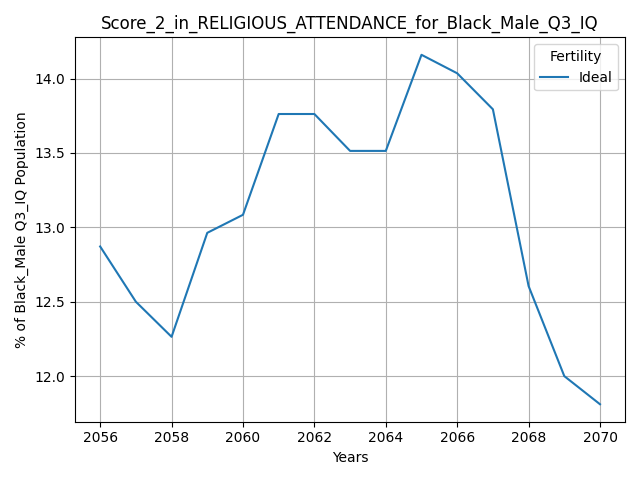 Score_2_in_RELIGIOUS_ATTENDANCE_for_Black_Male_Q3_IQ
Fertility
Ideal
% of Black_Male Q3_IQ Population
14.0
13.5
13.0
12.5
12.0
2056 2058 2060 2062 2064 2066 2068 2070
Years